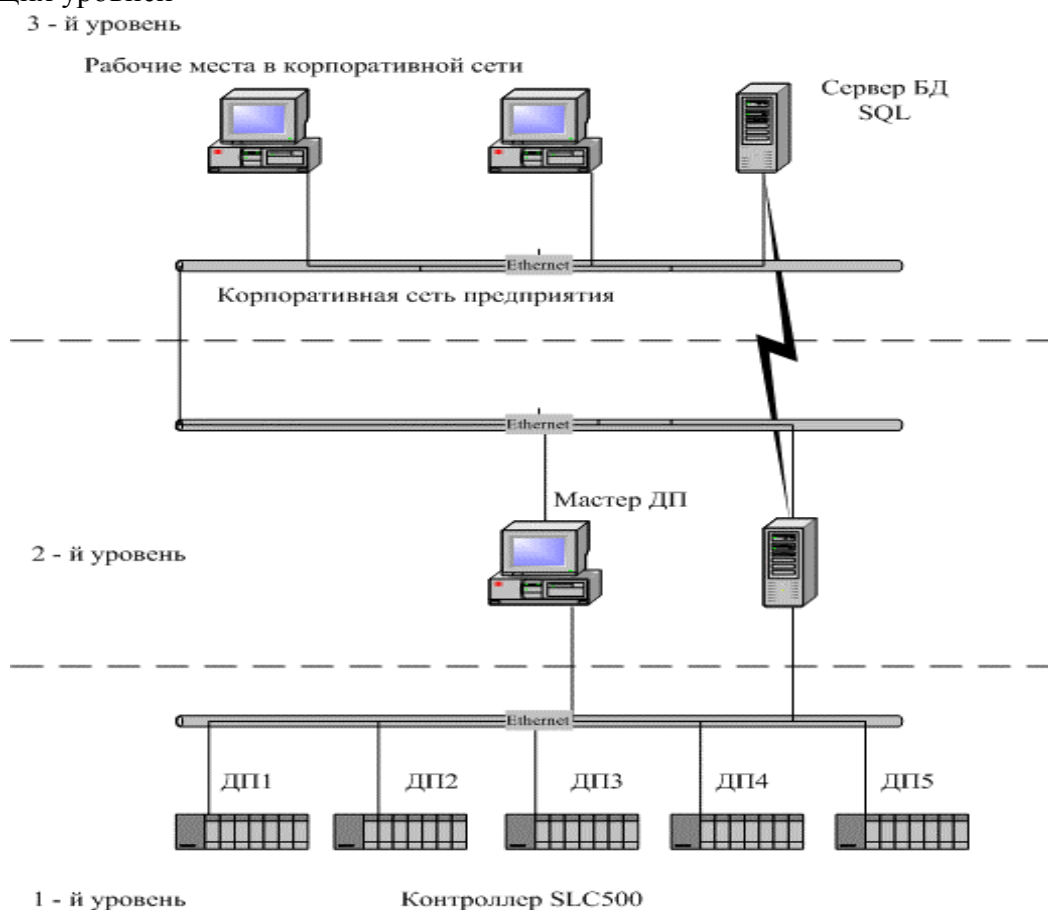 3 - й уровень
Рабочие места в корпоративной сети
Сервер БД
SQL
Ethernet
Корпоративная сеть предприятия
Ethernet
Мастер ДП
2 - й уровень
Ethernet
ДП1 ДП2 ДП3 ДП4 ДП5
1 - й уровень Контроллер SLC500